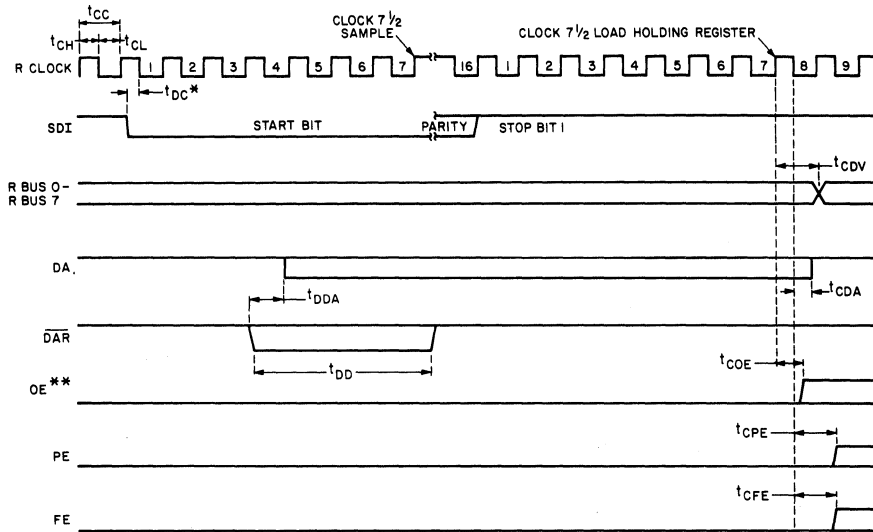 tCC
CLOCK 7 1/2
SAMPLE
CLOCK 7 1/2 LOAD HOLDING REGISTER
tCH
tCL
R CLOCK
1 2 3 4 5 6 7 16 1 2 3 4 5 6 7 8 9
tDC*
SDI
START BIT
PARITY
STOP BIT 1
tCDV
R BUS 0-
R BUS 7
DA.
tDDA
tCDA
DAR
tDD
tCOE
OE**
tCPE
PE
tCFE
FE